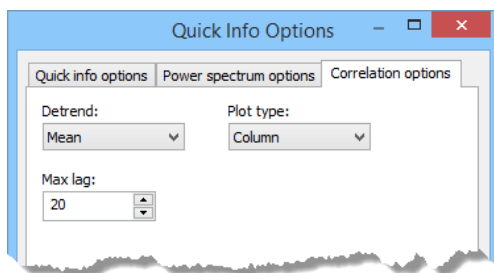 Quick Info Options
Quick info options Power spectrum options Correlation options
Detrend: Plot type:
Mean Column
Max lag:
20